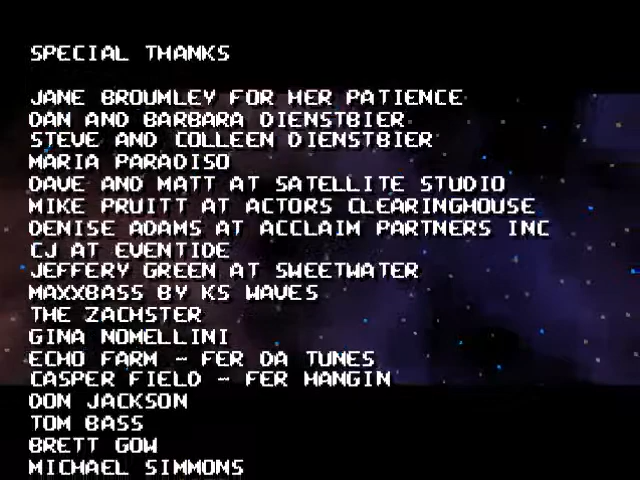 SPECIAL THANKS
JANE BROUMLEY FOR HER PATIENCE
DAN AND BARBARA DIENSTBIER
STEVE AND COLLEEN DIENSTBIER
MARIA PARADISO
DAVE AND MATT AT SATELLITE STUDIO
MIKE PRUITT AT ACTORS CLEARINGHOUSE
DENISE ADAMS AT ACCLAIM PARTNERS INC
CJ AT EVENTIDE
JEFFERY GREEN AT SWEETWATER
MAXXBASS BY KS WAVES
THE ZACHSTER
GINA NOMELLINI
ECHO FARM - FER DA TUNES
CASPER FIELD - FER HANGIN
DON JACKSON
TOM BASS
BRETT GOW
MICHAEL SIMMONS